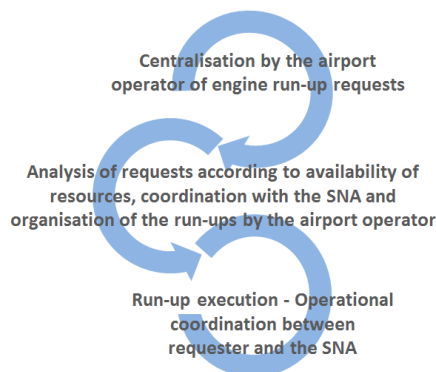 Centralisation by the airport
operator of engine run-up requests
Analysis of requests according to availability of
resources, coordination with the SNA and
organisation of the run-ups by the airport operator
Run-up execution - Operational
coordination between
requester and the SNA